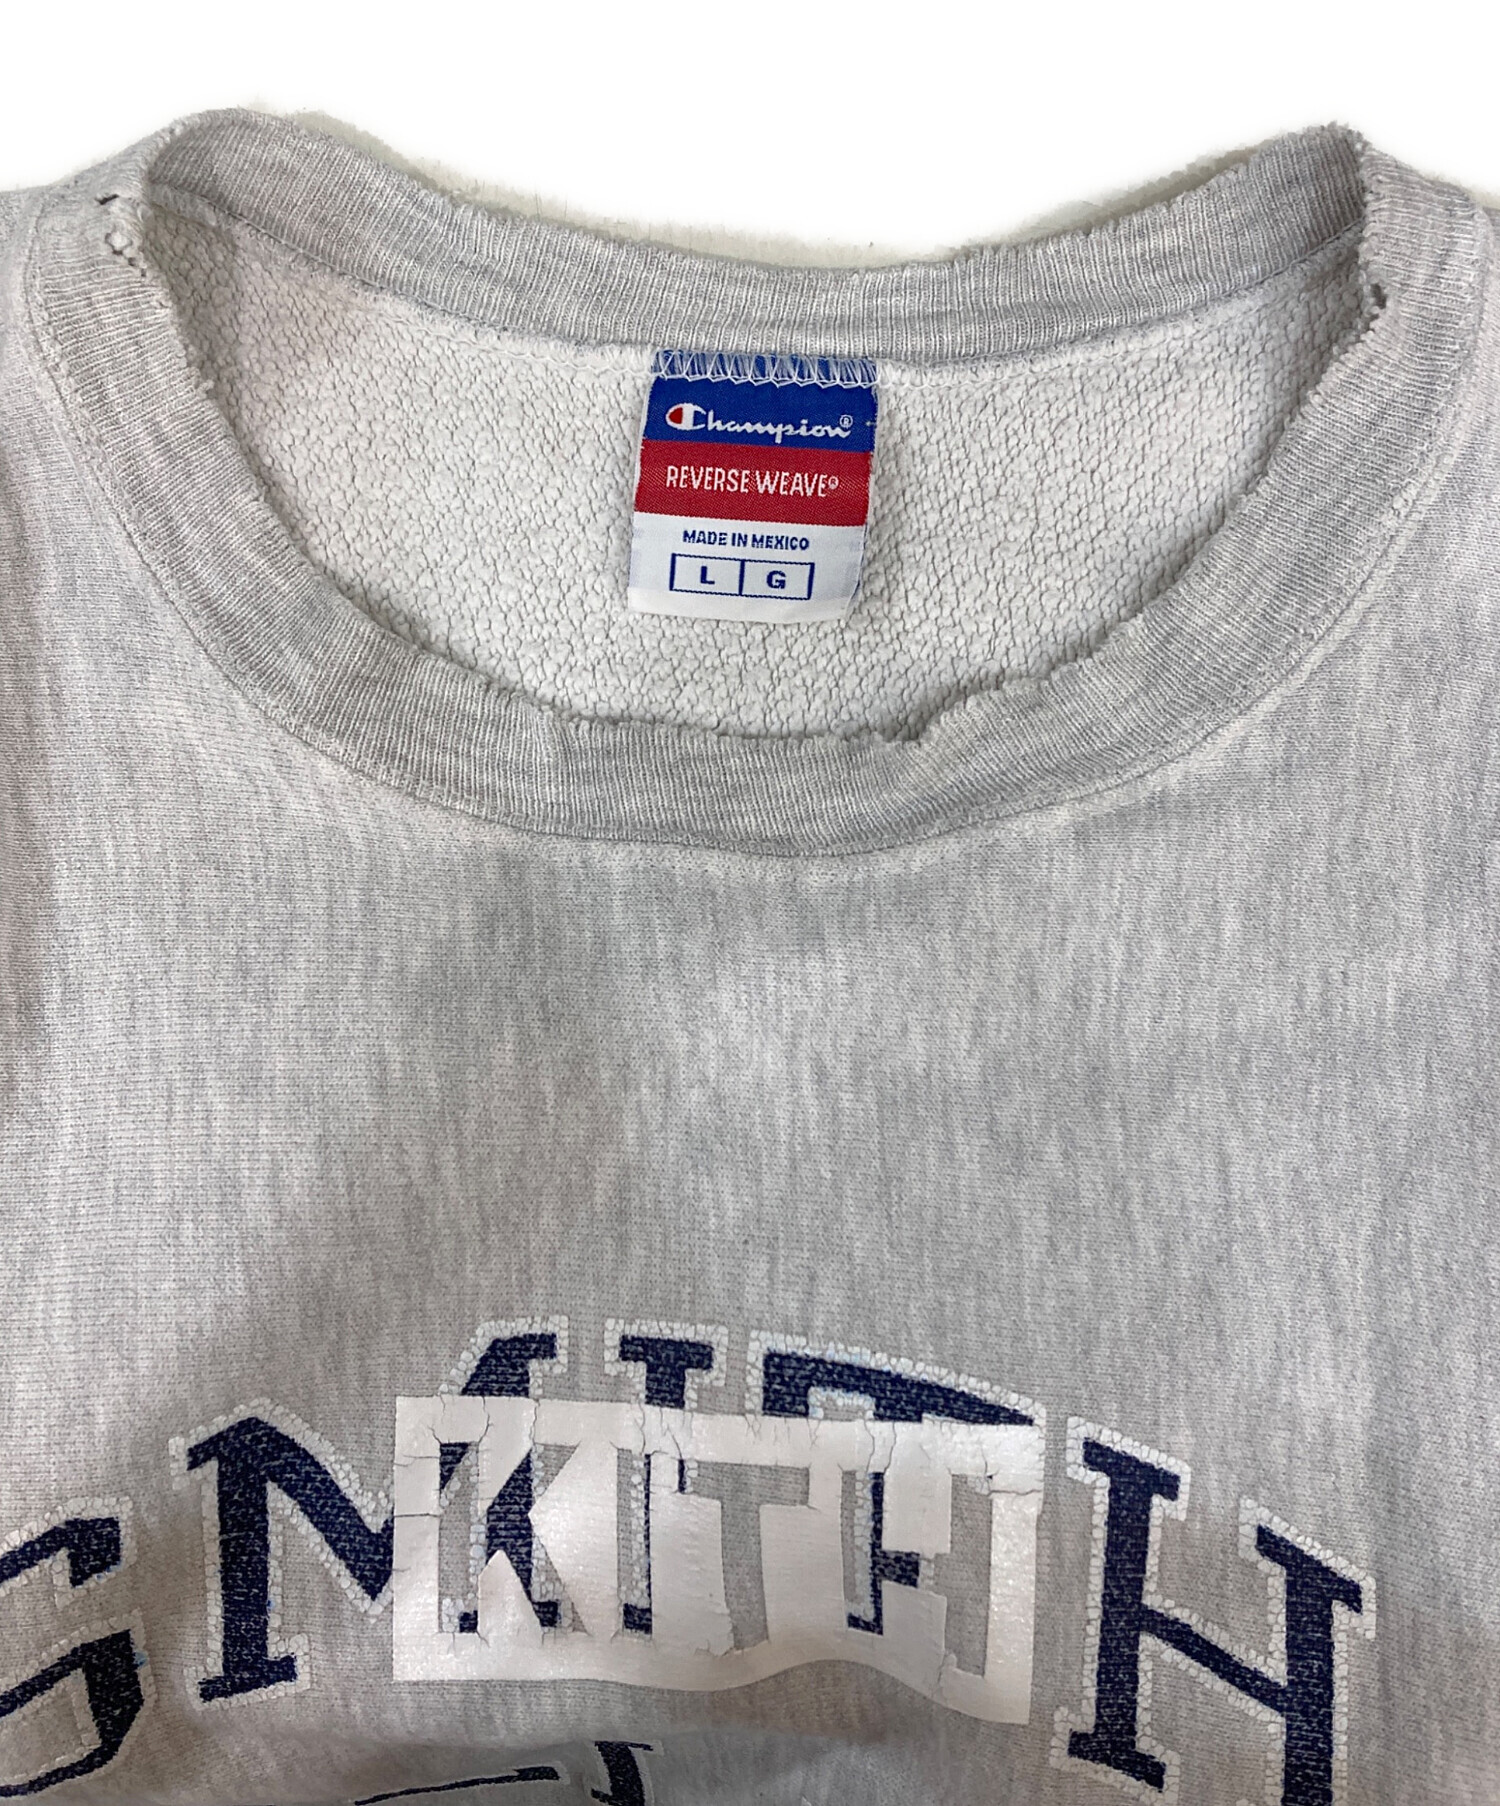 Champion®
REVERSE WEAVE®
MADE IN MEXICO
L G
SMITH
KITH